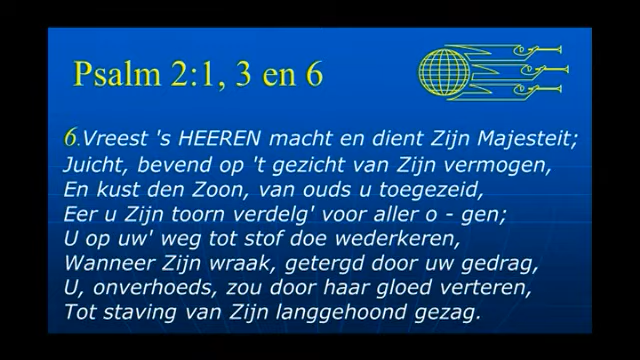 Psalm 2:1, 3 en 6
6.Vreest 's HEEREN macht en dient Zijn Majesteit;
Juicht, bevend op 't gezicht van Zijn vermogen,
En kust den Zoon, van ouds u toegezeid,
Eer u Zijn toorn verdelg' voor aller o - gen;
U op uw' weg tot stof doe wederkeren,
Wanneer Zijn wraak, getergd door uw gedrag,
U, onverhoeds, zou door haar gloed verteren,
Tot staving van Zijn langgehoond gezag.